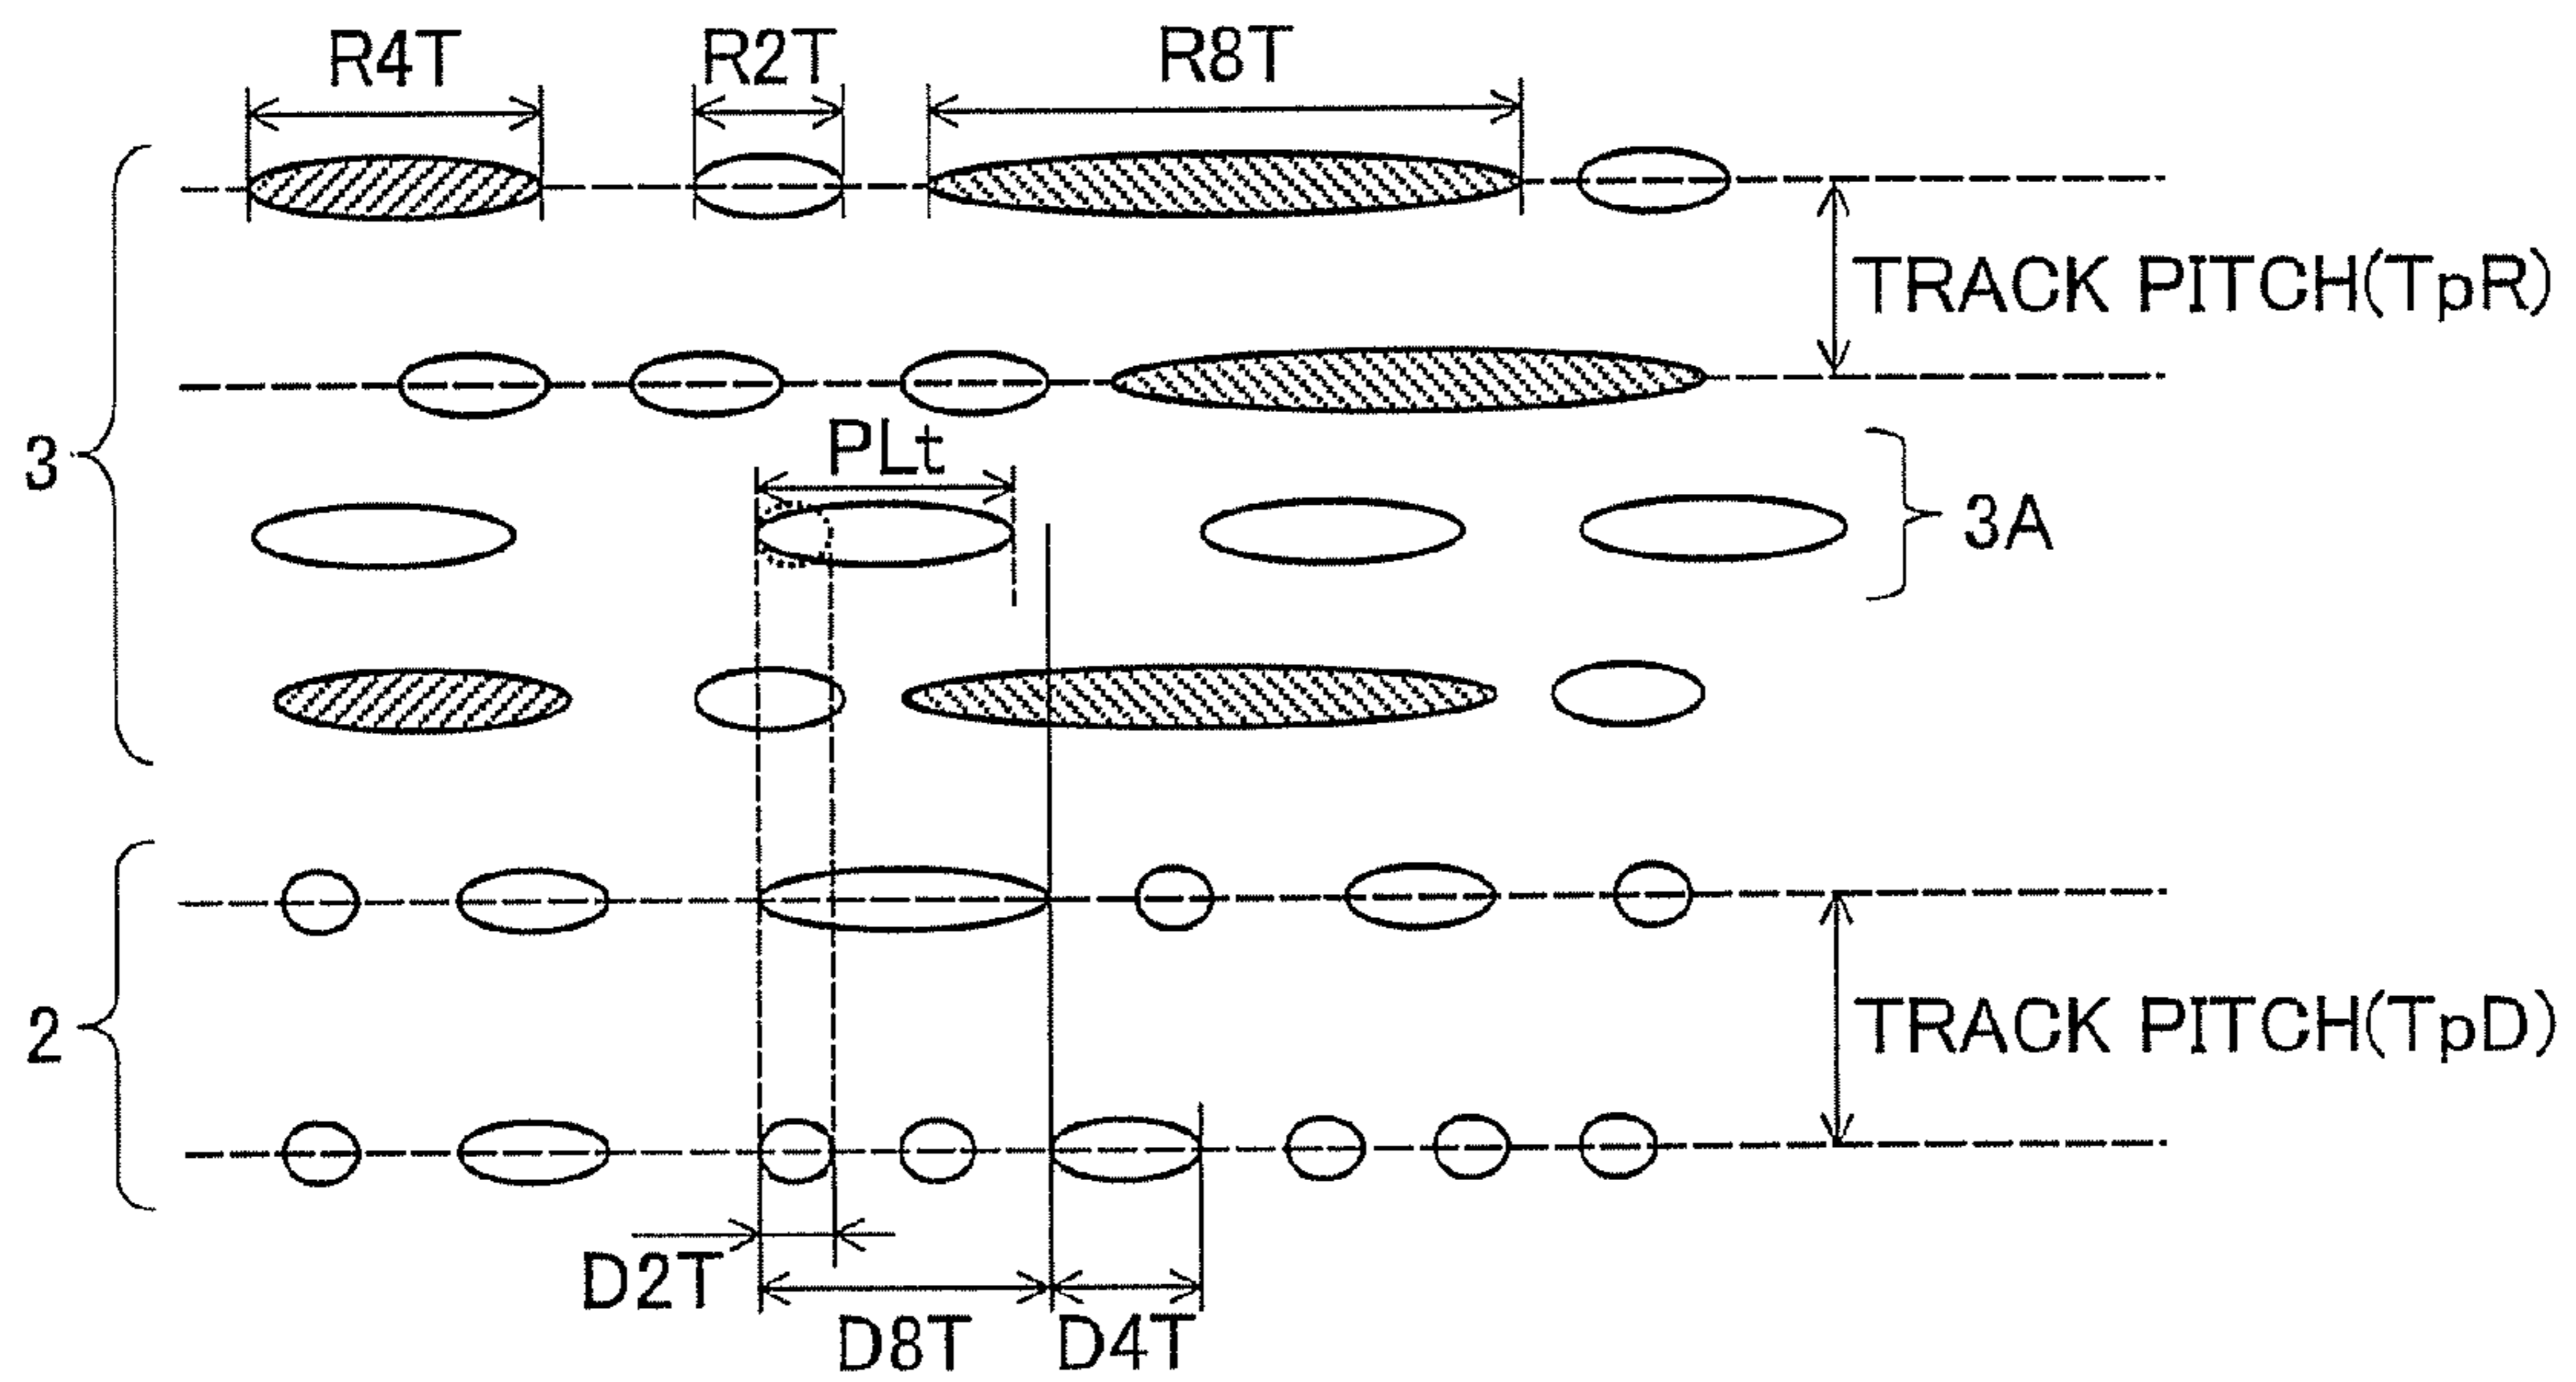 R4T
R2T
R8T
TRACK PITCH(TpR)
3
PLt
3A
2
TRACK PITCH(TpD)
D2T
D8T
D4T